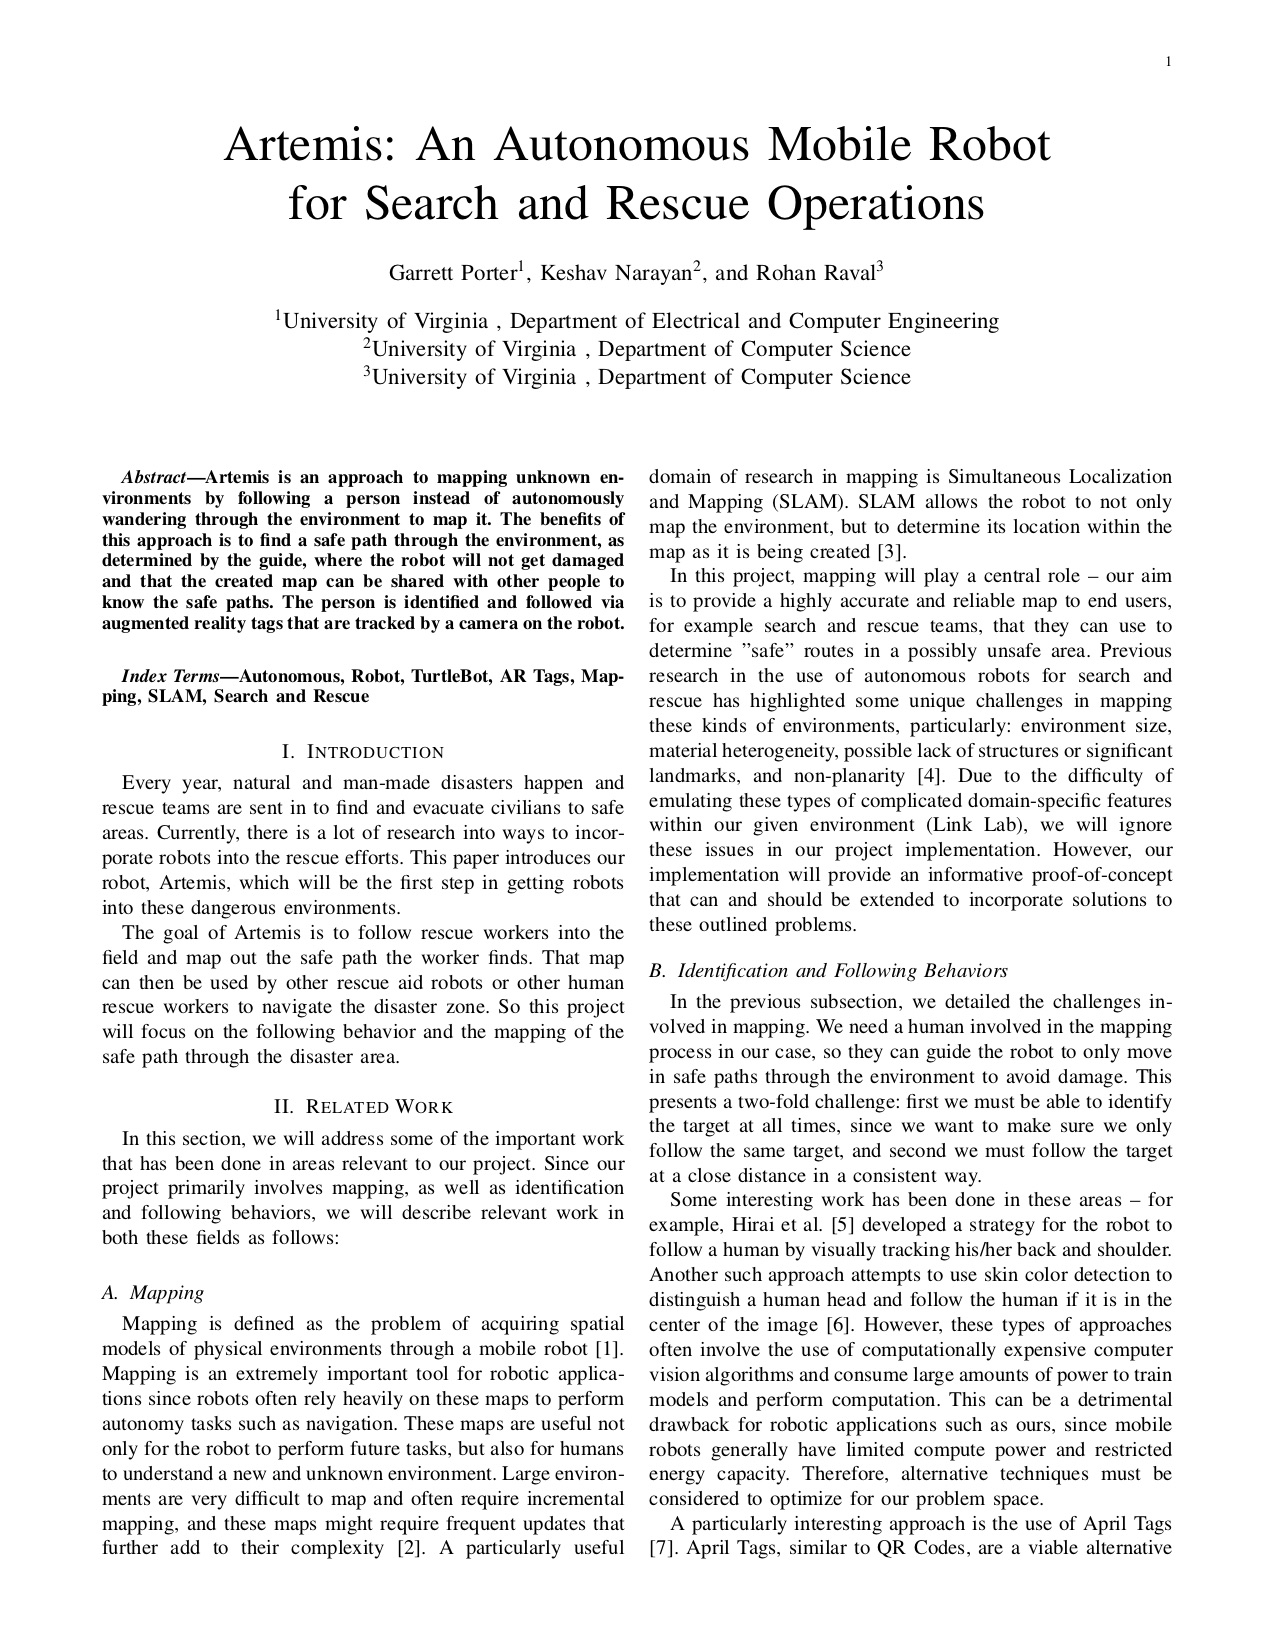 1
Artemis: An Autonomous Mobile Robot
for Search and Rescue Operations
Garrett Porter1, Keshav Narayan2, and Rohan Raval3
1University of Virginia , Department of Electrical and Computer Engineering
2University of Virginia , Department of Computer Science
3University of Virginia , Department of Computer Science
Abstract—Artemis is an approach to mapping unknown en-
vironments by following a person instead of autonomously
wandering through the environment to map it. The benefits of
this approach is to find a safe path through the environment, as
determined by the guide, where the robot will not get damaged
and that the created map can be shared with other people to
know the safe paths. The person is identified and followed via
augmented reality tags that are tracked by a camera on the robot.
Index Terms—Autonomous, Robot, TurtleBot, AR Tags, Map-
ping, SLAM, Search and Rescue
I. INTRODUCTION
Every year, natural and man-made disasters happen and
rescue teams are sent in to find and evacuate civilians to safe
areas. Currently, there is a lot of research into ways to incor-
porate robots into the rescue efforts. This paper introduces our
robot, Artemis, which will be the first step in getting robots
into these dangerous environments.
The goal of Artemis is to follow rescue workers into the
field and map out the safe path the worker finds. That map
can then be used by other rescue aid robots or other human
rescue workers to navigate the disaster zone. So this project
will focus on the following behavior and the mapping of the
safe path through the disaster area.
II. RELATED WORK
In this section, we will address some of the important work
that has been done in areas relevant to our project. Since our
project primarily involves mapping, as well as identification
and following behaviors, we will describe relevant work in
both these fields as follows:
A. Mapping
Mapping is defined as the problem of acquiring spatial
models of physical environments through a mobile robot [1].
Mapping is an extremely important tool for robotic applica-
tions since robots often rely heavily on these maps to perform
autonomy tasks such as navigation. These maps are useful not
only for the robot to perform future tasks, but also for humans
to understand a new and unknown environment. Large environ-
ments are very difficult to map and often require incremental
mapping, and these maps might require frequent updates that
further add to their complexity [2]. A particularly useful
domain of research in mapping is Simultaneous Localization
and Mapping (SLAM). SLAM allows the robot to not only
map the environment, but to determine its location within the
map as it is being created [3].
In this project, mapping will play a central role – our aim
is to provide a highly accurate and reliable map to end users,
for example search and rescue teams, that they can use to
determine ”safe” routes in a possibly unsafe area. Previous
research in the use of autonomous robots for search and
rescue has highlighted some unique challenges in mapping
these kinds of environments, particularly: environment size,
material heterogeneity, possible lack of structures or significant
landmarks, and non-planarity [4]. Due to the difficulty of
emulating these types of complicated domain-specific features
within our given environment (Link Lab), we will ignore
these issues in our project implementation. However, our
implementation will provide an informative proof-of-concept
that can and should be extended to incorporate solutions to
these outlined problems.
B. Identification and Following Behaviors
In the previous subsection, we detailed the challenges in-
volved in mapping. We need a human involved in the mapping
process in our case, so they can guide the robot to only move
in safe paths through the environment to avoid damage. This
presents a two-fold challenge: first we must be able to identify
the target at all times, since we want to make sure we only
follow the same target, and second we must follow the target
at a close distance in a consistent way.
Some interesting work has been done in these areas – for
example, Hirai et al. [5] developed a strategy for the robot to
follow a human by visually tracking his/her back and shoulder.
Another such approach attempts to use skin color detection to
distinguish a human head and follow the human if it is in the
center of the image [6]. However, these types of approaches
often involve the use of computationally expensive computer
vision algorithms and consume large amounts of power to train
models and perform computation. This can be a detrimental
drawback for robotic applications such as ours, since mobile
robots generally have limited compute power and restricted
energy capacity. Therefore, alternative techniques must be
considered to optimize for our problem space.
A particularly interesting approach is the use of April Tags
[7]. April Tags, similar to QR Codes, are a viable alternative